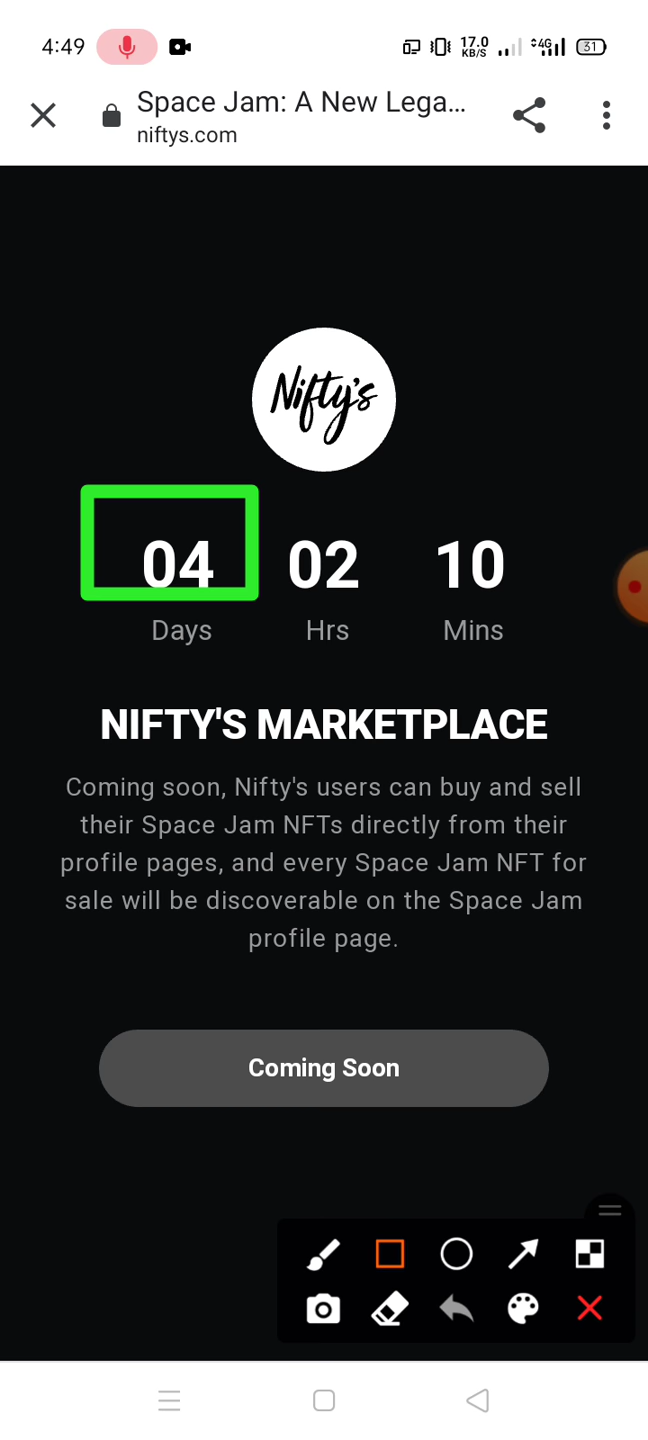 4:49
17.0
KB/S
4G
31
Space Jam: A New Lega...
niftys.com
Nifty's
04 02 10
Days Hrs Mins
NIFTY'S MARKETPLACE
Coming soon, Nifty's users can buy and sell
their Space Jam NFTs directly from their
profile pages, and every Space Jam NFT for
sale will be discoverable on the Space Jam
profile page.
Coming Soon